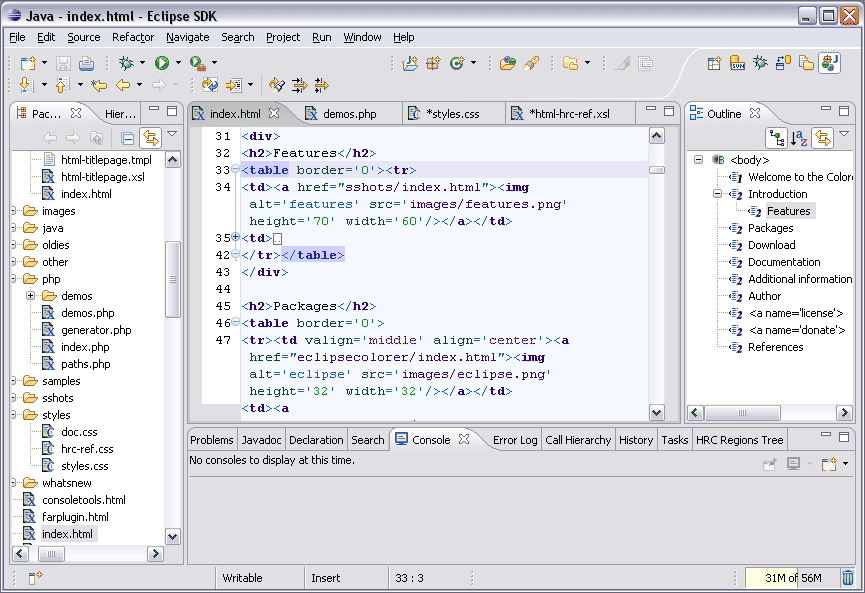 Java - index.html - Eclipse SDK
File Edit Source Refactor Navigate Search Project Run Window Help
Pac... Hier...
html-titlepage.tmpl
html-titlepage.xsl
index.html
images
java
oldies
other
php
demos
demos.php
generator.php
index.php
paths.php
samples
sshots
styles
doc.css
hrc-ref.css
styles.css
whatsnew
consoletools.html
farplugin.html
index.html
index.html demos.php *styles.css *html-hrc-ref.xsl
31 <div>
32 <h2>Features</h2>
33 <table border='0'><tr>
34 <td><a href="sshots/index.html"><img
alt='features' src='images/features.png'
height='70' width='60'/></a></td>
35 <td>
42 </tr></table>
43 </div>
44
45 <h2>Packages</h2>
46 <table border='0'>
47 <tr><td valign='middle' align='center'><a
href="eclipsecolorer/index.html"><img
alt='eclipse' src='images/eclipse.png'
height='32' width='32'/></a></td>
<td><a
Outline
<body>
Welcome to the Color
Introduction
Features
Packages
Download
Documentation
Additional information
Author
<a name='license'>
<a name='donate'>
References
Problems Javadoc Declaration Search Console Error Log Call Hierarchy History Tasks HRC Regions Tree
No consoles to display at this time.
Writable Insert 33 : 3 31M of 56M